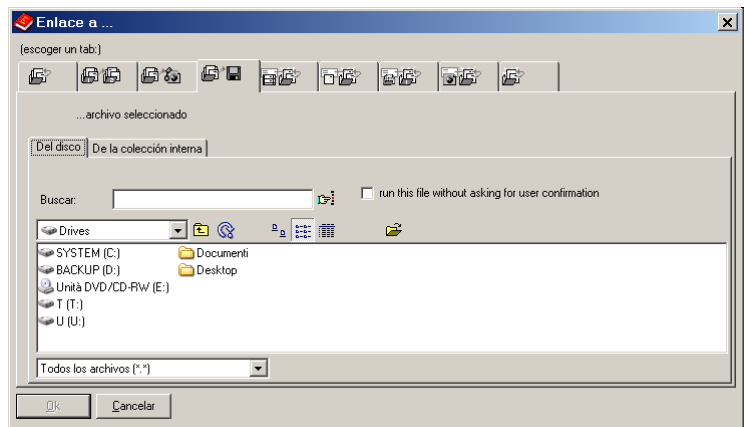 Enlace a ...
(escoger un tab:)
...archivo seleccionado
Del disco
De la colección interna
Buscar:
run this file without asking for user confirmation
Drives
SYSTEM (C:)
Documenti
BACKUP (D:)
Desktop
Unità DVD/CD-RW (E:)
T (T:)
U (U:)
Todos los archivos (*.*)
Ok
Cancelar